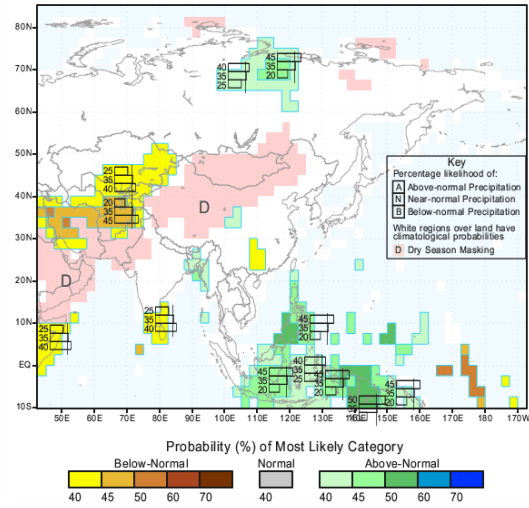 80N
70N
40
35
25
45
35
20
60N
50N
25
35
40
40N
20
35
45
D
30N
D
20N
10N
25
35
40
25
35
40
45
35
20
EQ
45
35
20
40
35
25
45
35
20
50
45
35
20
10S
50E 60E 70E 80E 90E 100E 110E 120E 130E 140E 150E 160E 170E 180 170W
Key
Percentage likelihood of:
A Above-normal Precipitation
N Near-normal Precipitation
B Below-normal Precipitation
White regions over land have
climatological probabilities
D Dry Season Masking
Probability (%) of Most Likely Category
Below-Normal Normal Above-Normal
40 45 50 60 70 40 40 45 50 60 70